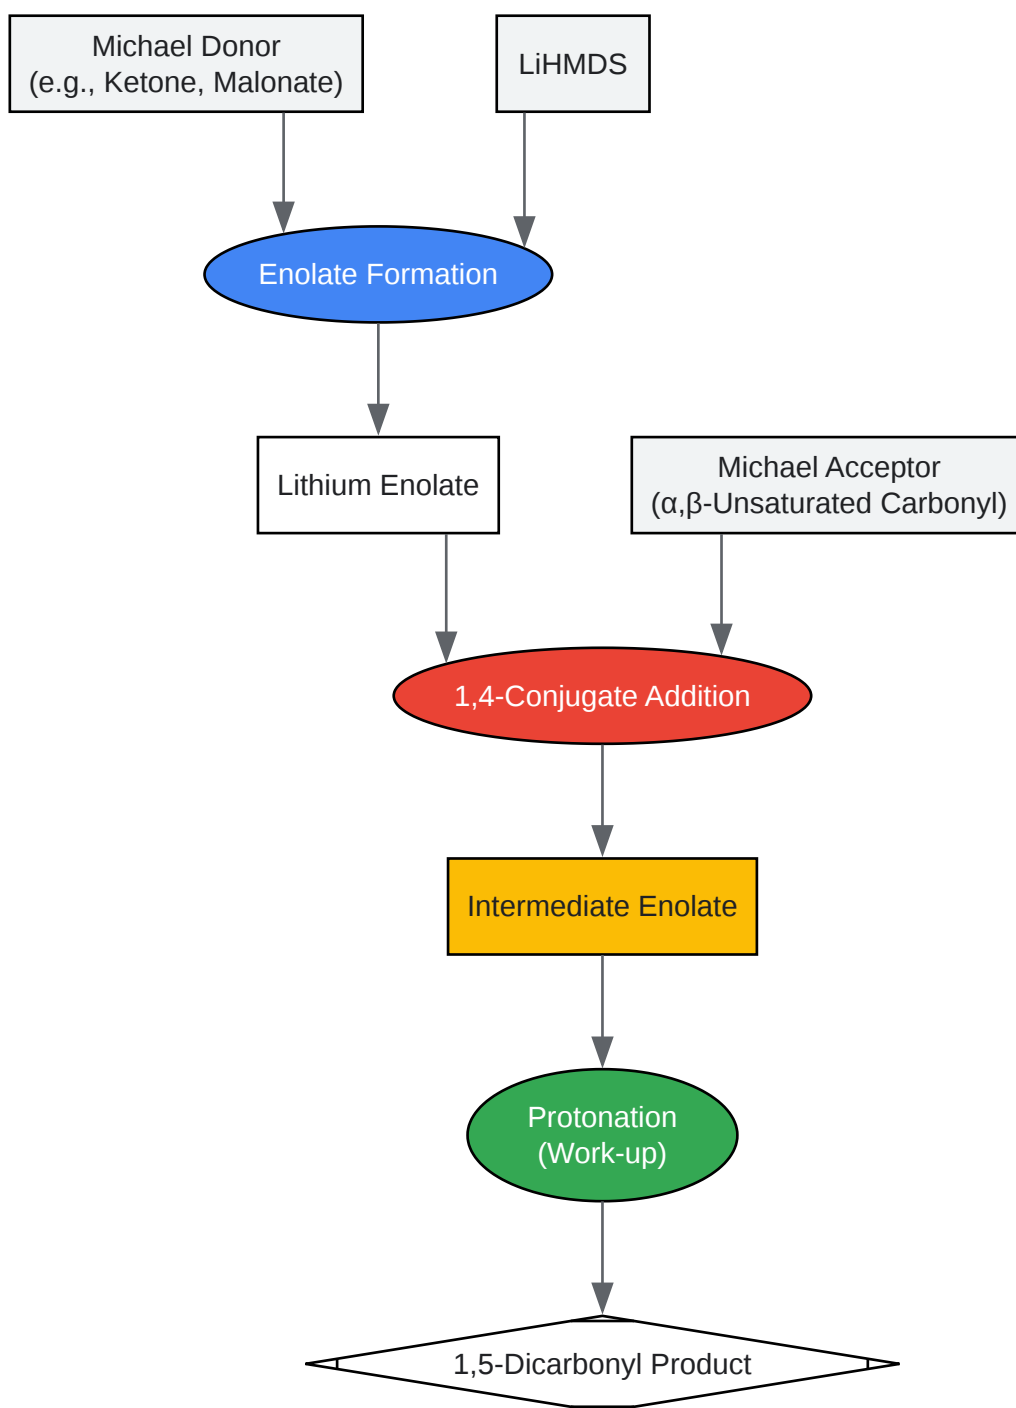 Michael Donor
(e.g., Ketone, Malonate)
LiHMDS
Enolate Formation
Lithium Enolate
Michael Acceptor
(α,β-Unsaturated Carbonyl)
1,4-Conjugate Addition
Intermediate Enolate
Protonation
(Work-up)
1,5-Dicarbonyl Product